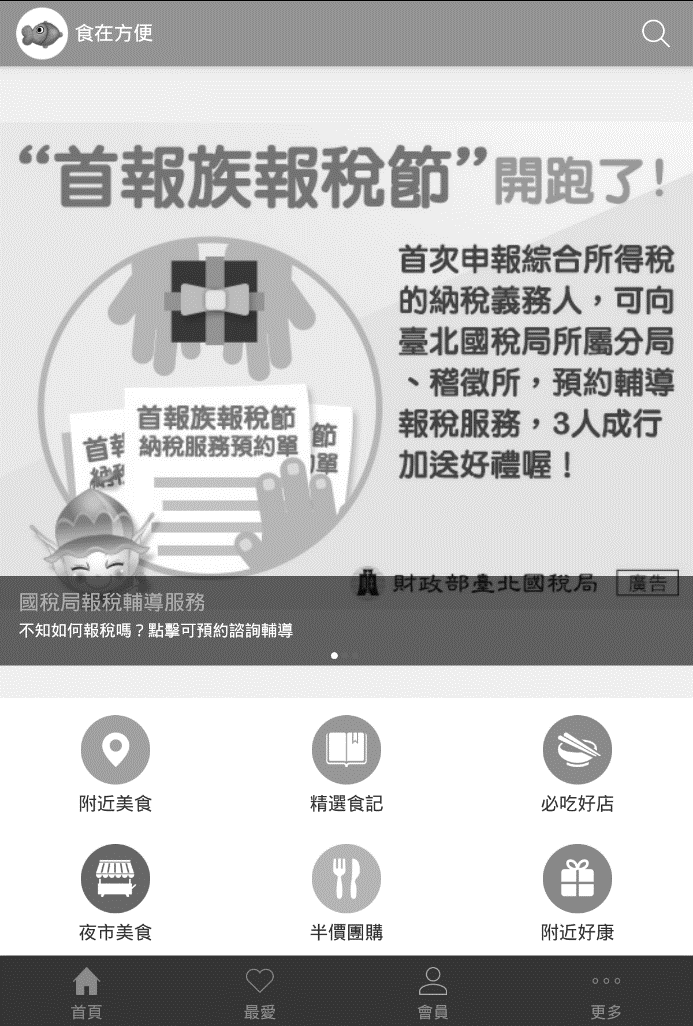 食在方便
“首報族報稅節”開跑了!
首次申報綜合所得稅
的納稅義務人，可向
臺北國稅局所屬分局
、稽徵所，預約輔導
報稅服務，3人成行
加送好禮喔！
首報族報稅節
納稅服務預約單
首報
納稅
節
單
財政部臺北國稅局 廣告
國稅局報稅輔導服務
不知如何報稅嗎？點擊可預約諮詢輔導
附近美食 精選食記 必吃好店
夜市美食 半價團購 附近好康
首頁 最愛 會員 更多